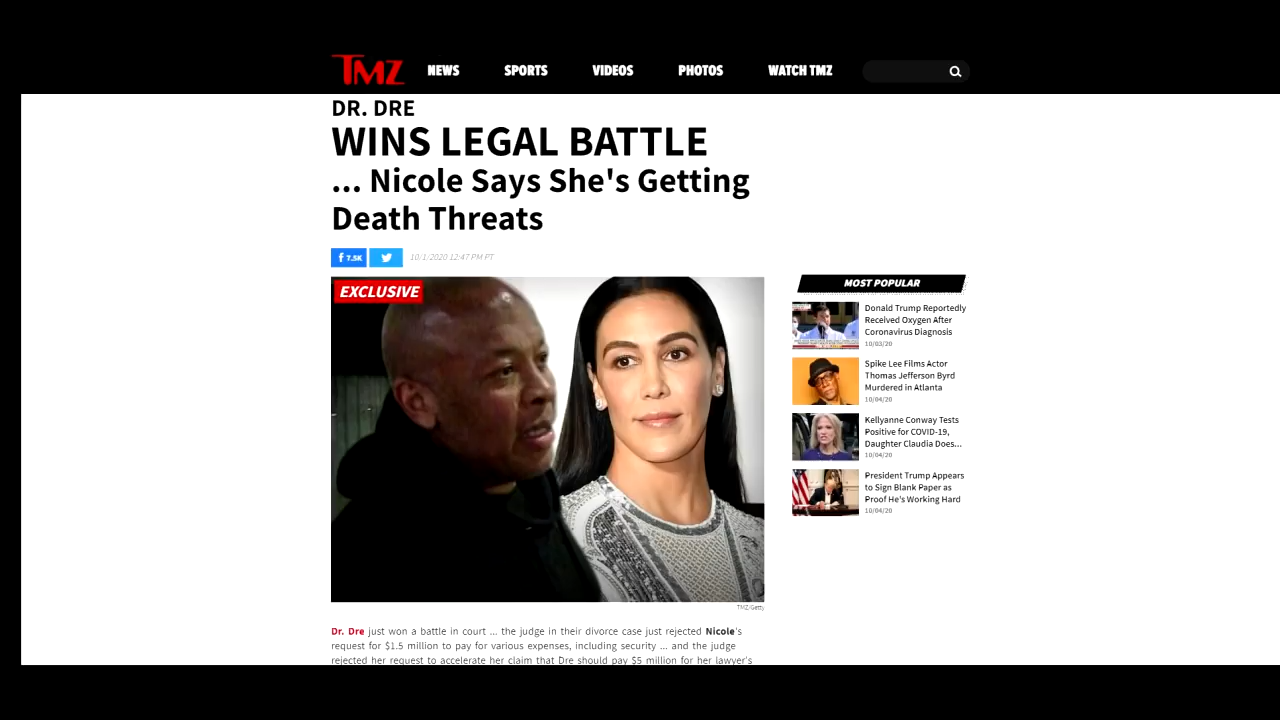 TMZ
NEWS
SPORTS
VIDEOS
PHOTOS
WATCH TMZ
DR. DRE
WINS LEGAL BATTLE
... Nicole Says She's Getting
Death Threats
f 7.5K
10/1/2020 12:47 PM PT
EXCLUSIVE
TMZ/Getty
Dr. Dre just won a battle in court ... the judge in their divorce case just rejected Nicole's
request for $1.5 million to pay for various expenses, including security ... and the judge
rejected her request to accelerate her claim that Dre should pay $5 million for her lawyer's
MOST POPULAR
Donald Trump Reportedly
Received Oxygen After
Coronavirus Diagnosis
10/03/20
Spike Lee Films Actor
Thomas Jefferson Byrd
Murdered in Atlanta
10/04/20
Kellyanne Conway Tests
Positive for COVID-19,
Daughter Claudia Does...
10/04/20
President Trump Appears
to Sign Blank Paper as
Proof He's Working Hard
10/04/20